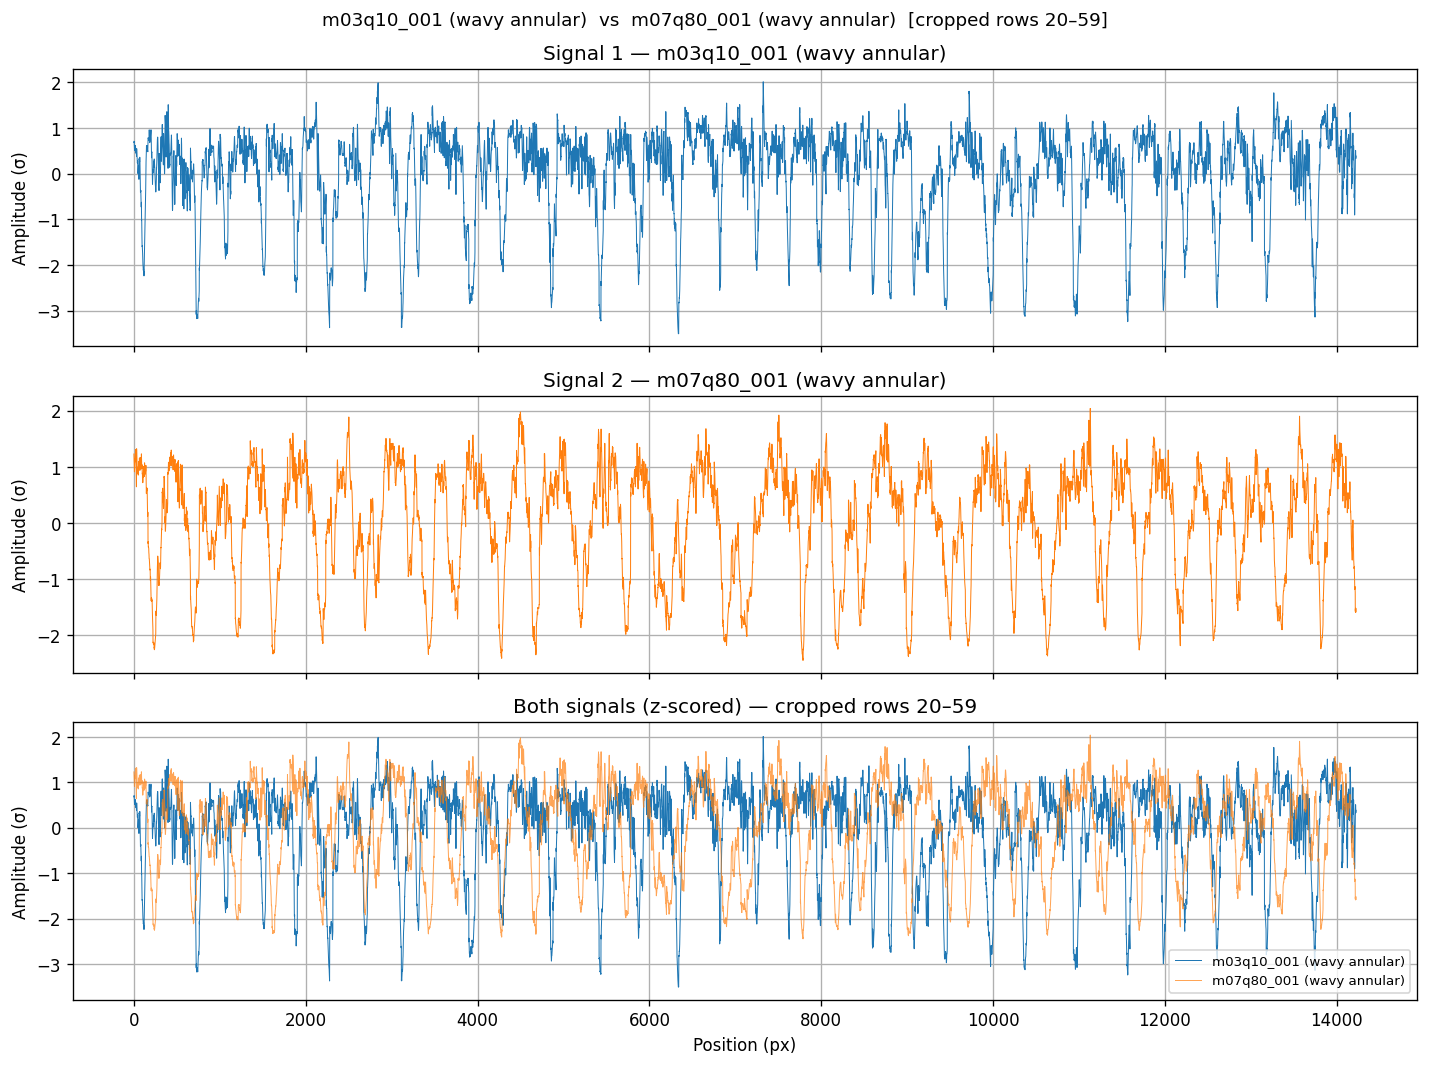 m03q10_001 (wavy annular)  vs  m07q80_001 (wavy annular)  [cropped rows 20–59]
Signal 1 — m03q10_001 (wavy annular)
Amplitude (σ)
2
1
0
−1
−2
−3
Signal 2 — m07q80_001 (wavy annular)
Amplitude (σ)
2
1
0
−1
−2
Both signals (z-scored) — cropped rows 20–59
Amplitude (σ)
2
1
0
−1
−2
−3
m03q10_001 (wavy annular)
m07q80_001 (wavy annular)
0 2000 4000 6000 8000 10000 12000 14000
Position (px)